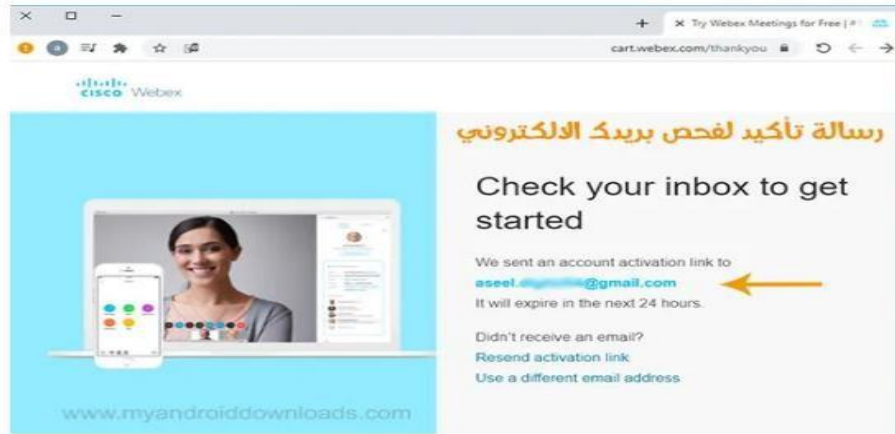 Try Webex Meetings for Free | #
cart.webex.com/thankyou
CISCO Webex
رسالة تأكيد لفحص بريدك الالكتروني
Check your inbox to get
started
We sent an account activation link to
aseel. @gmail.com
It will expire in the next 24 hours.
Didn't receive an email?
Resend activation link
Use a different email address
www.myandroiddownloads.com